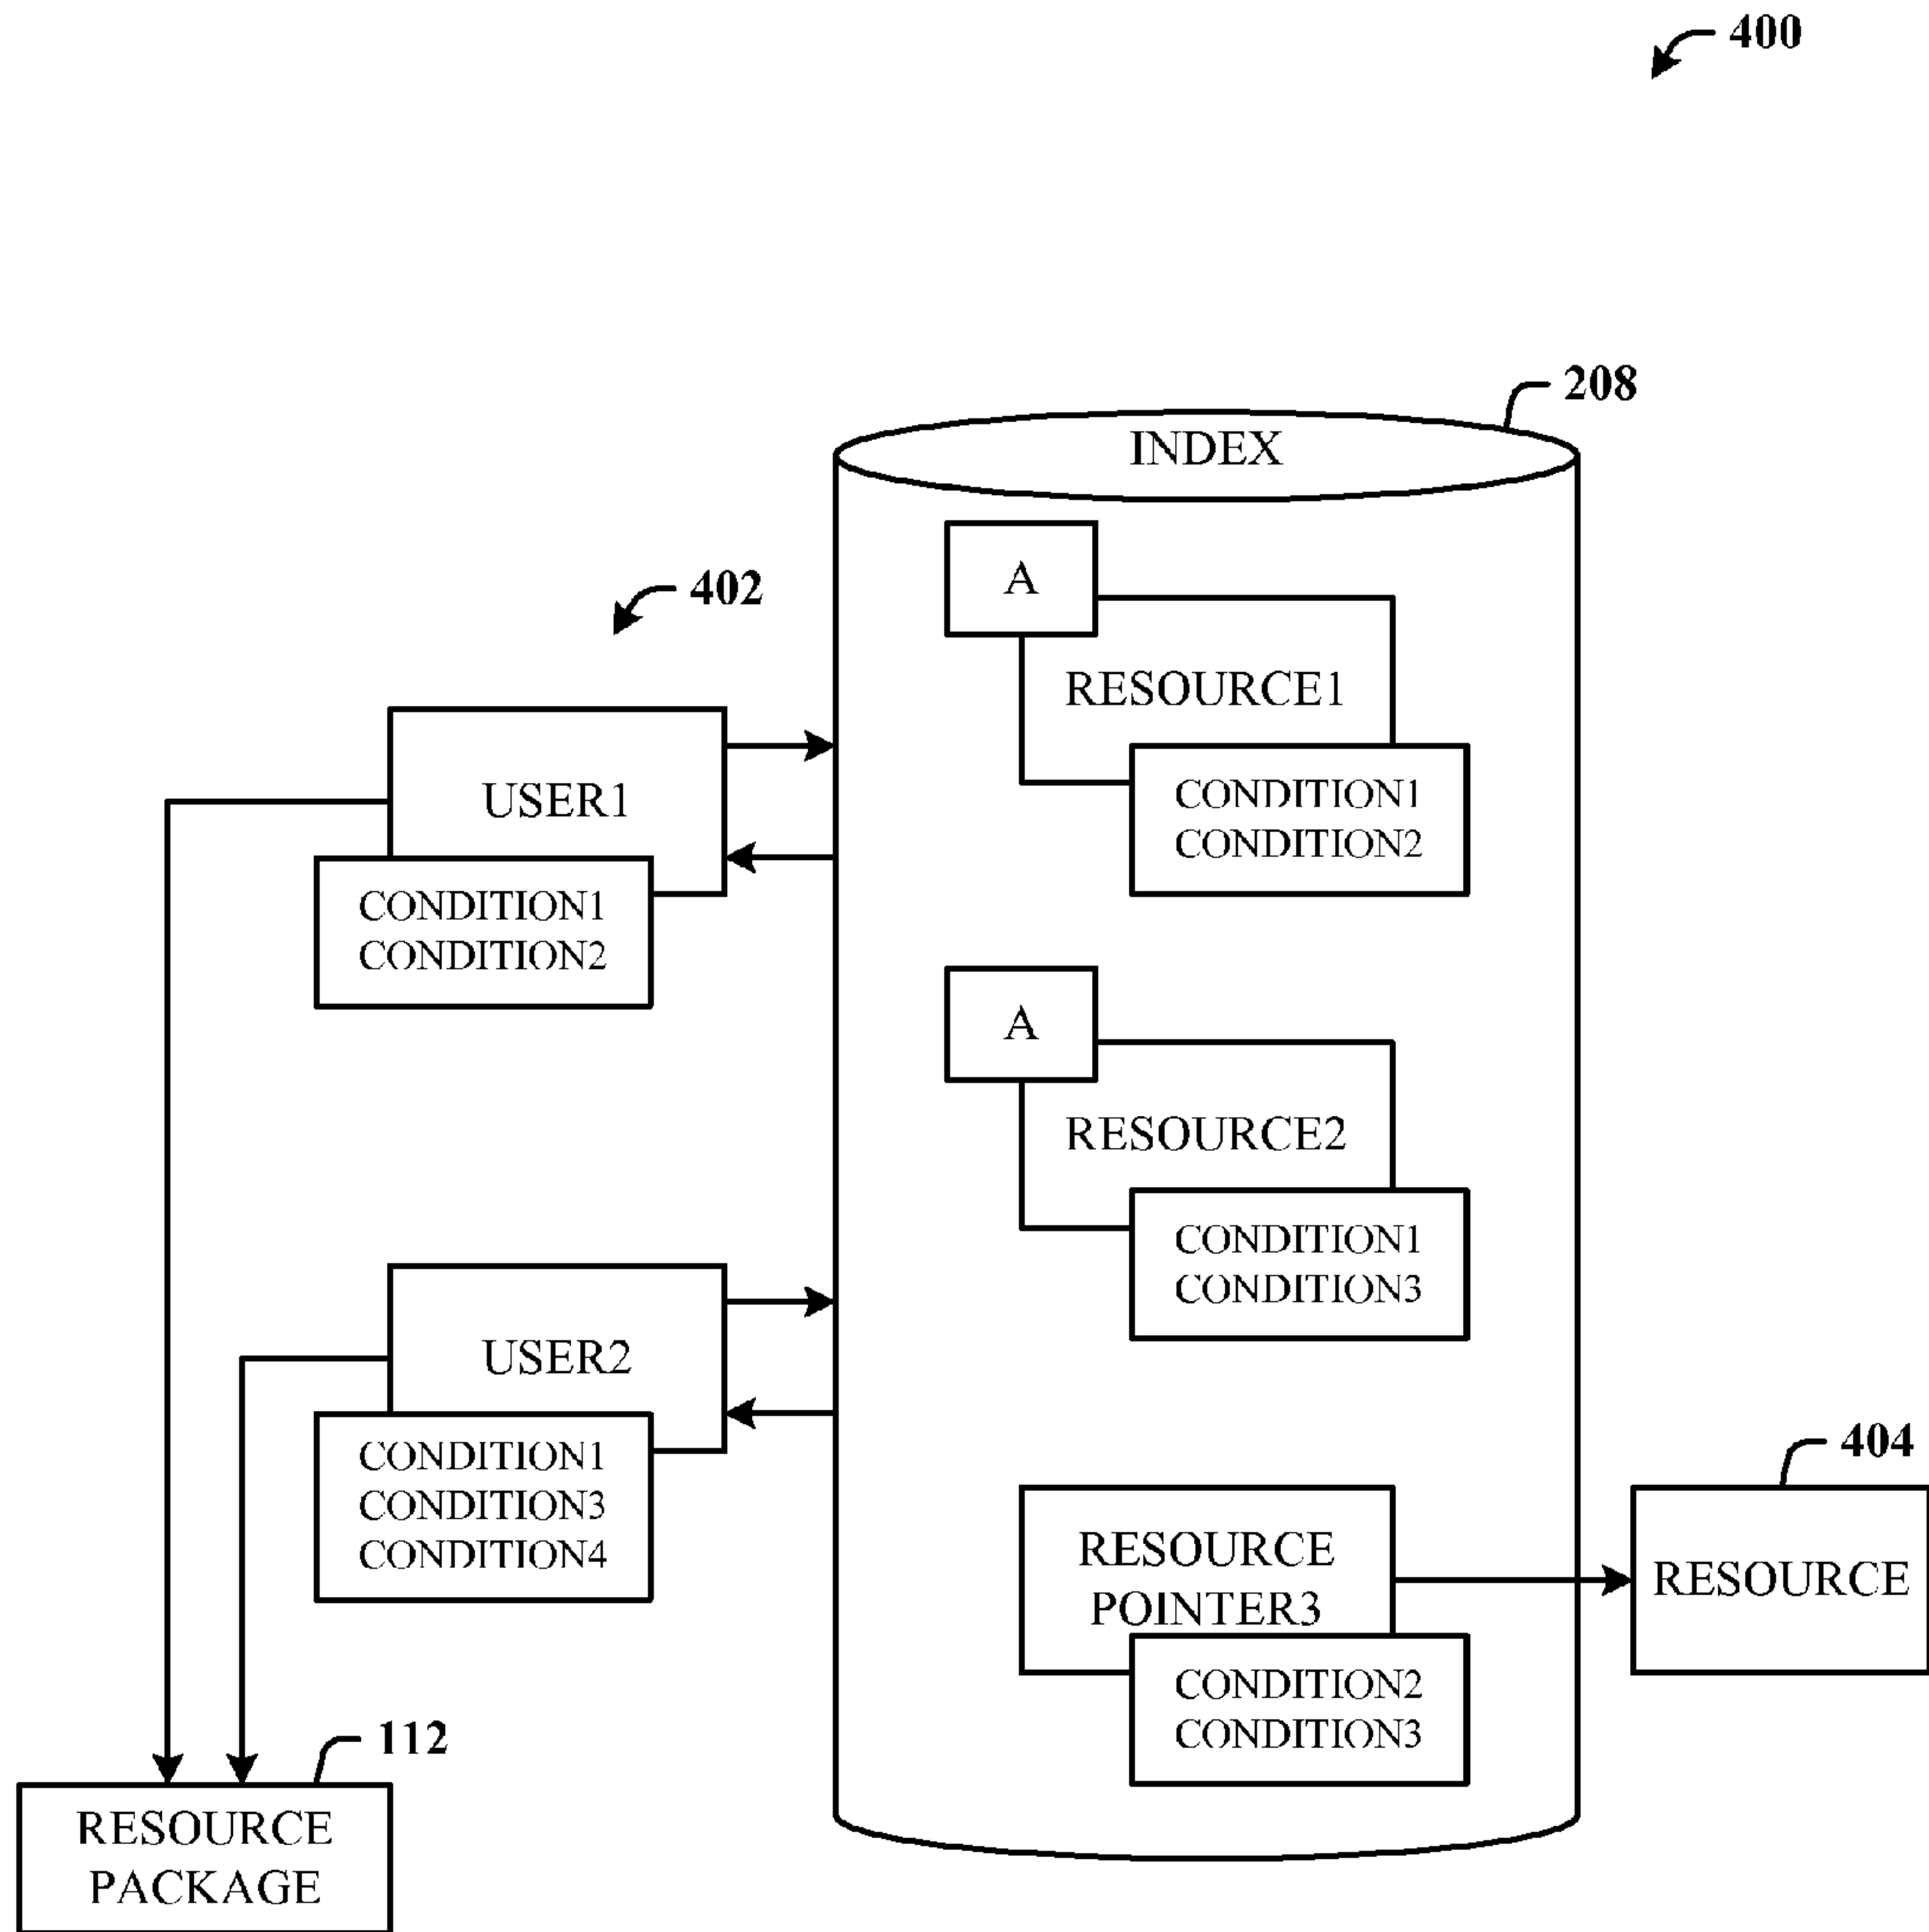 400
208
INDEX
A
402
RESOURCE1
USER1
CONDITION1
CONDITION2
CONDITION1
CONDITION2
A
RESOURCE2
CONDITION1
CONDITION3
USER2
CONDITION1
CONDITION3
CONDITION4
404
RESOURCE
POINTER3
RESOURCE
CONDITION2
CONDITION3
112
RESOURCE
PACKAGE